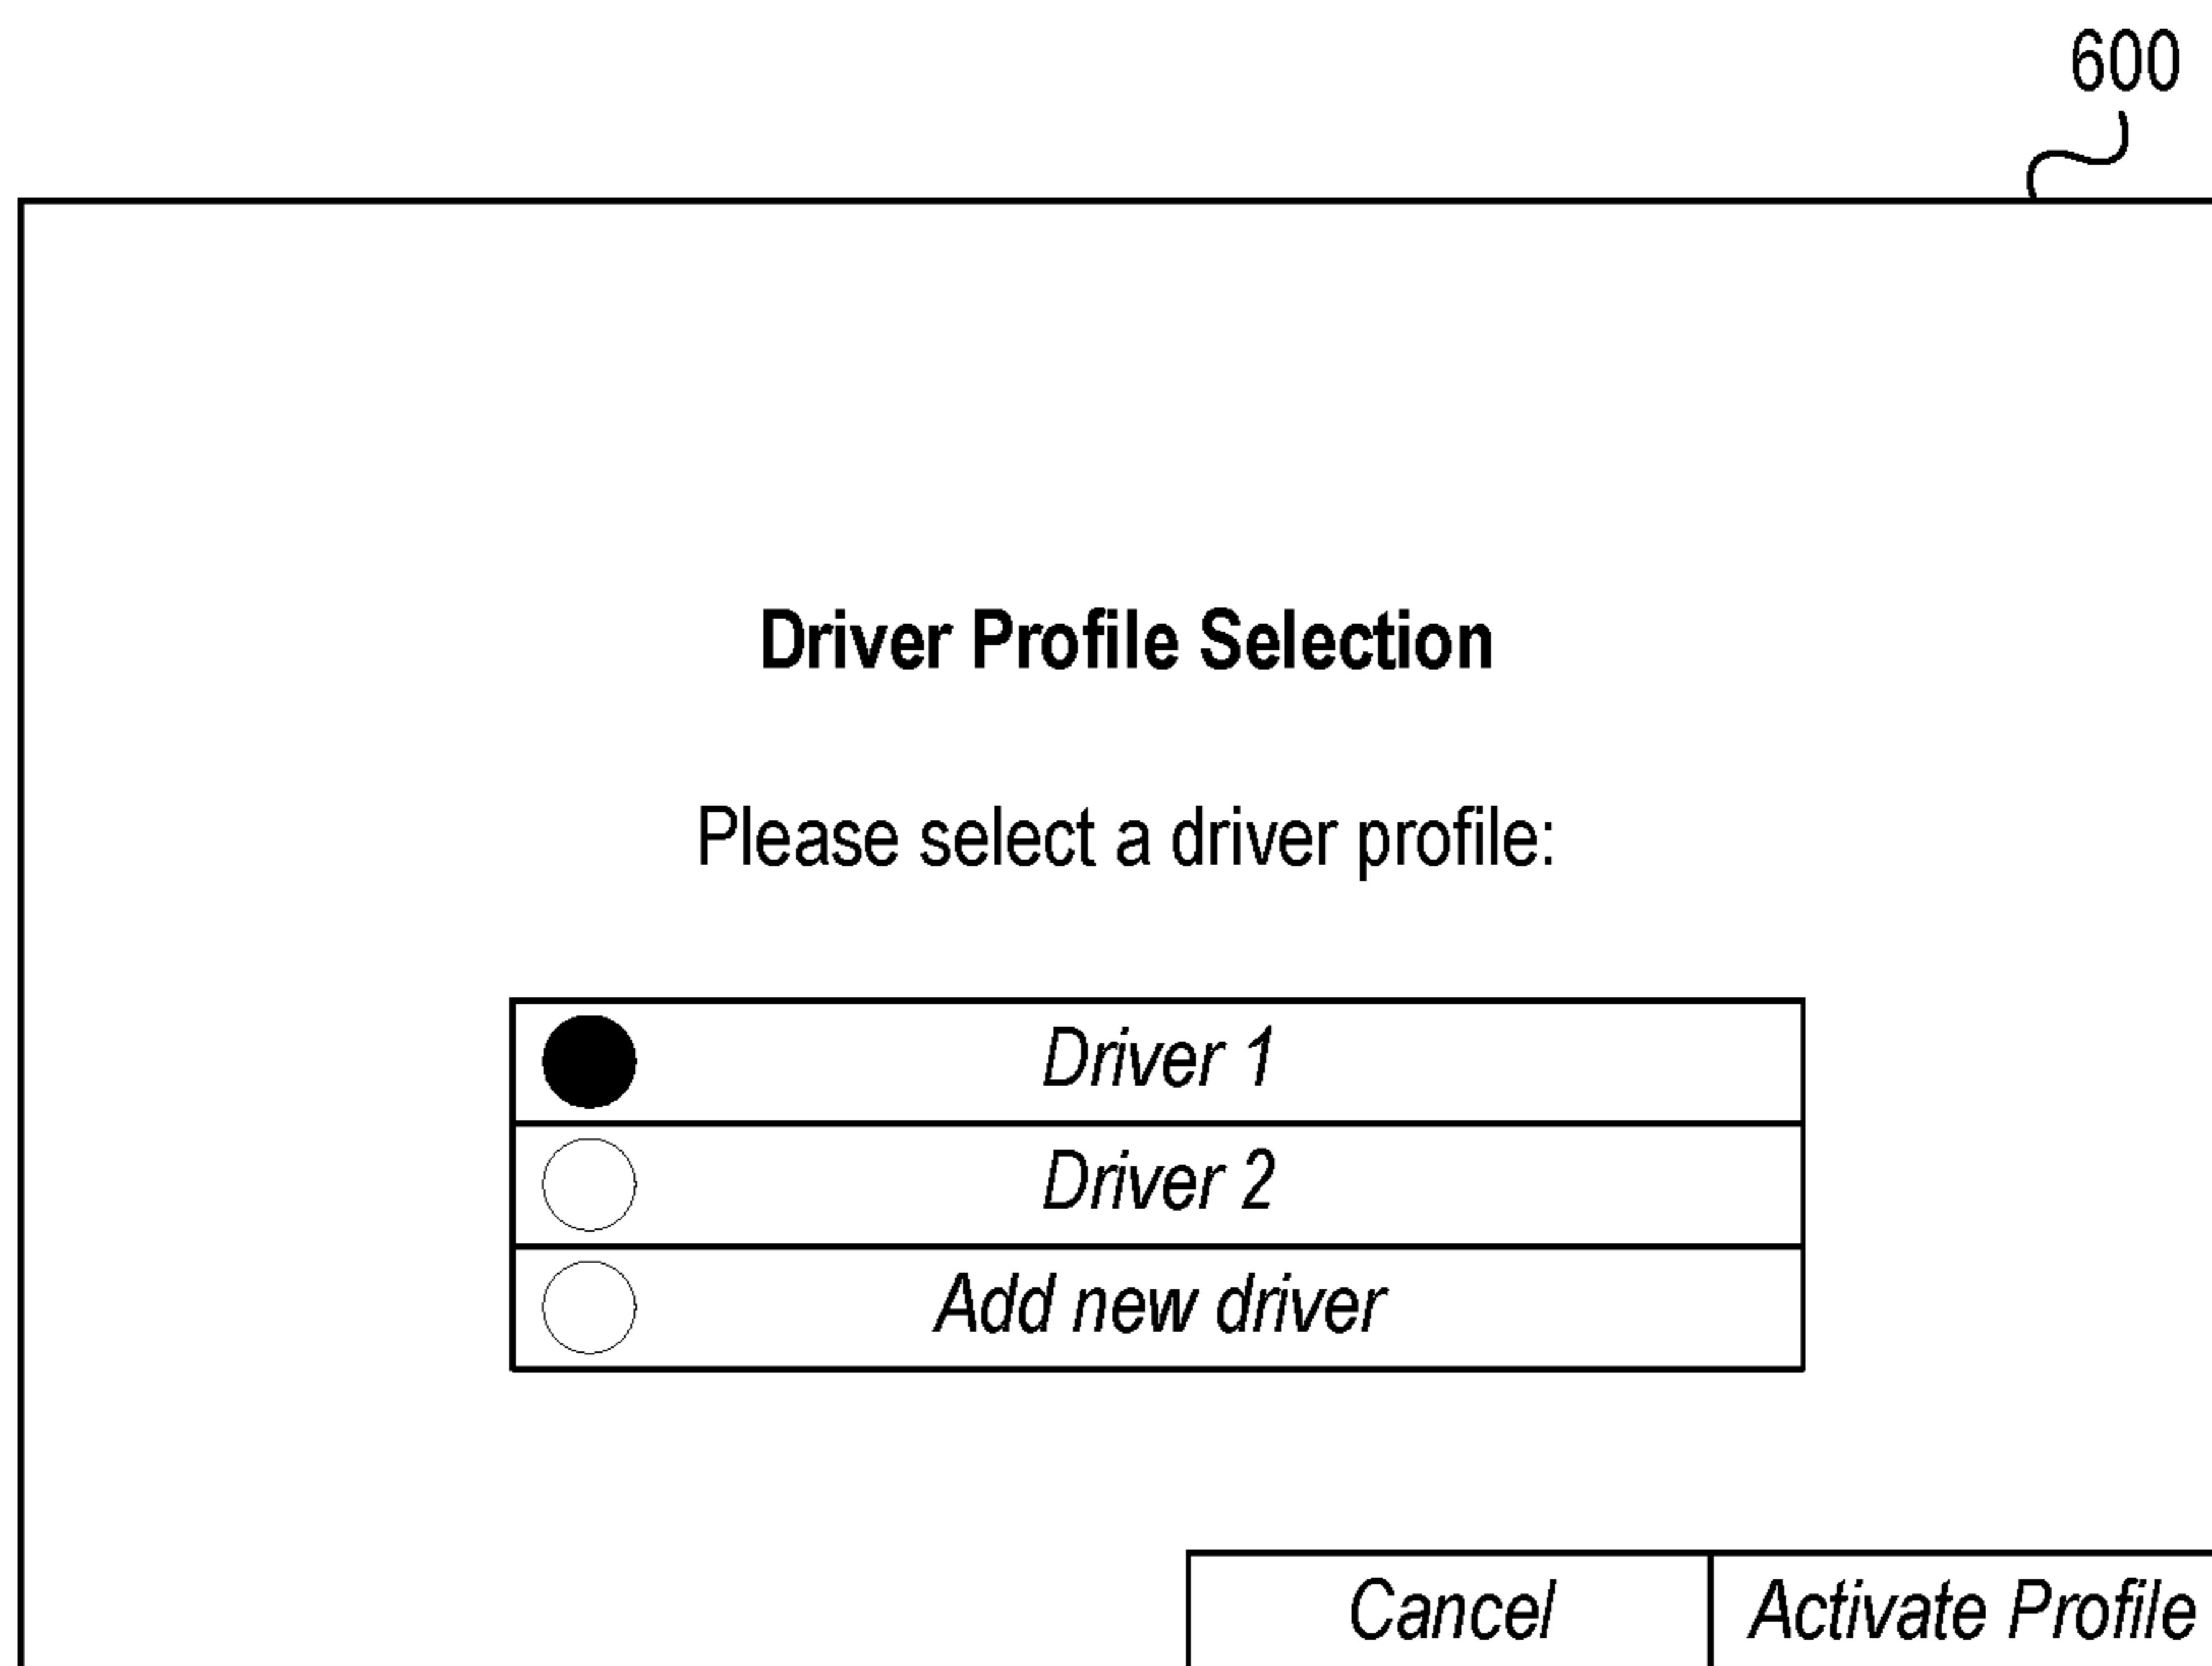 600
Driver Profile Selection
Please select a driver profile:
Driver 1
Driver 2
Add new driver
Cancel
Activate Profile